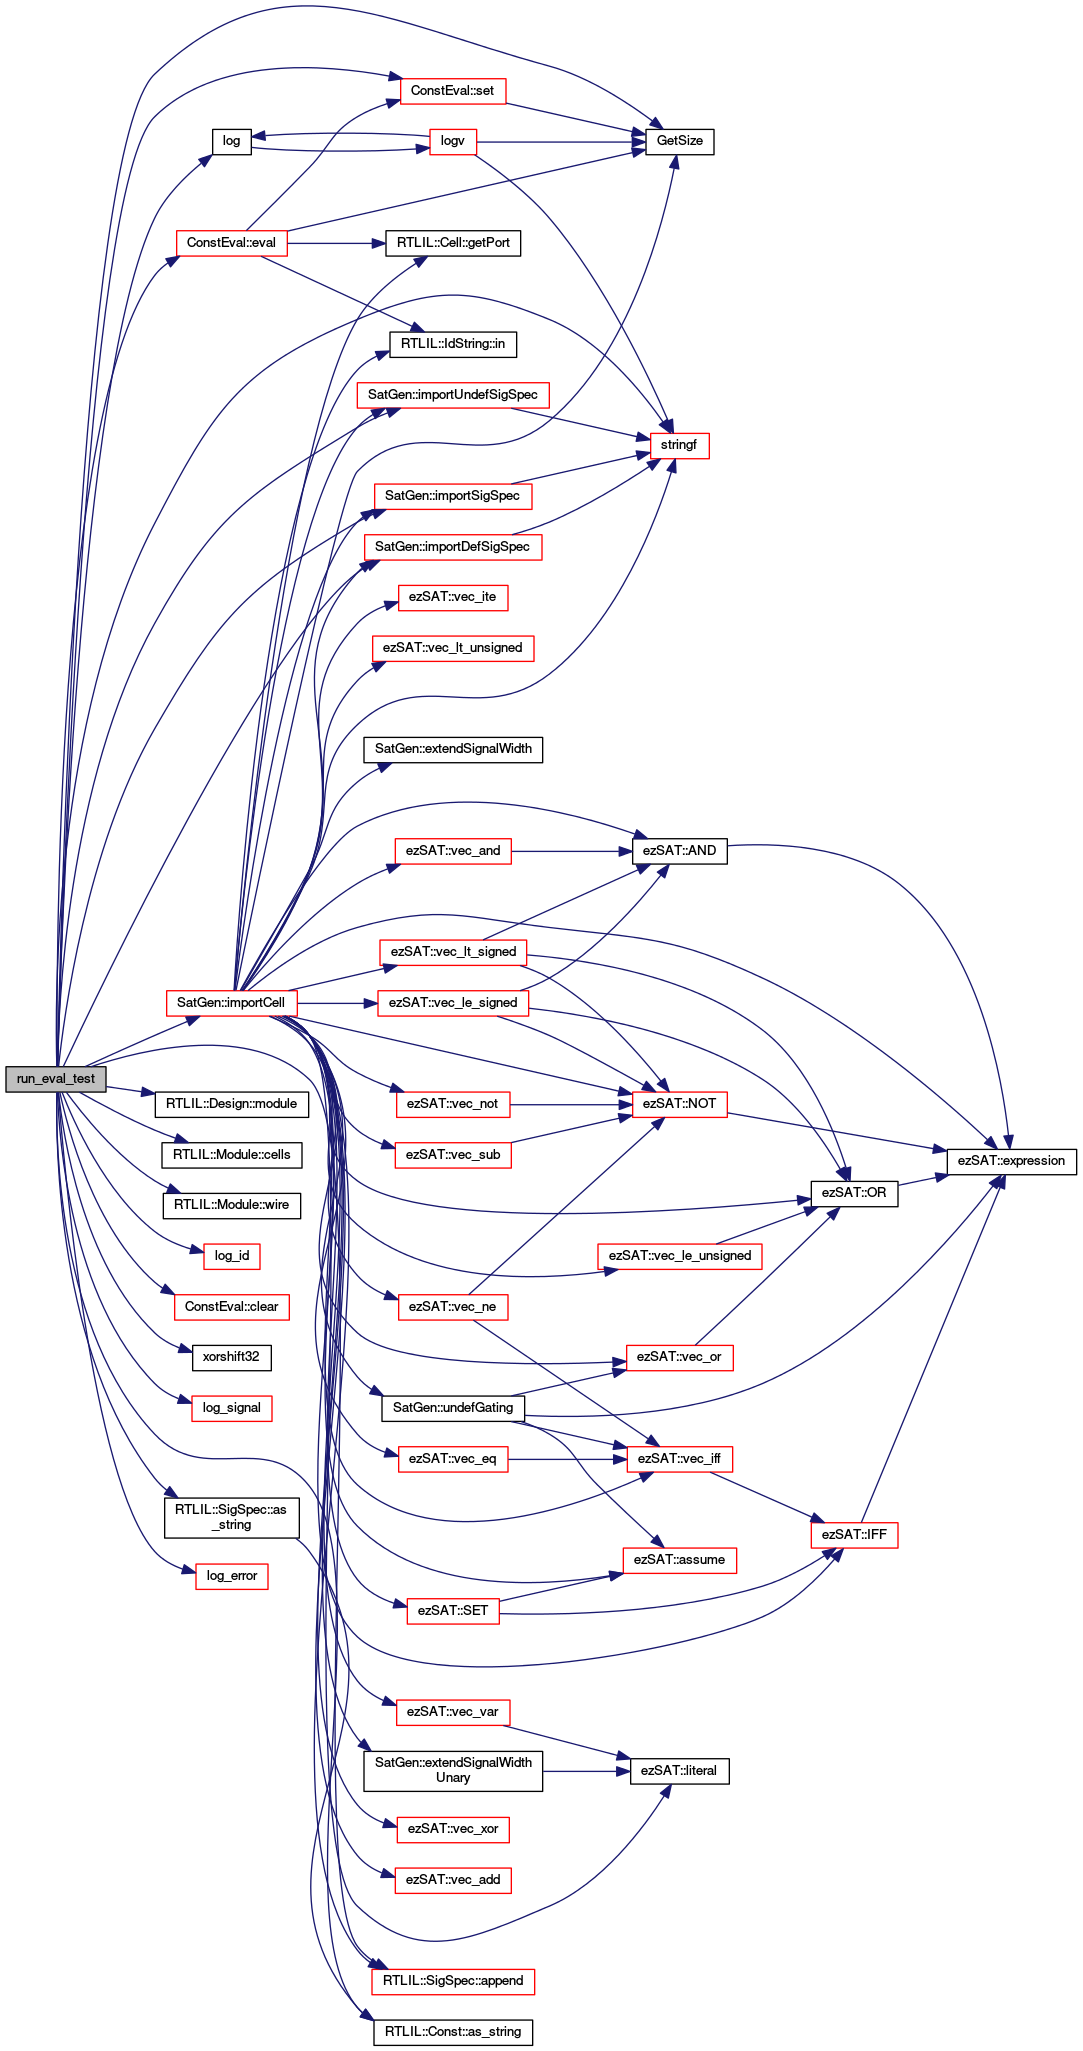 ConstEval::set
log
logv
GetSize
ConstEval::eval
RTLIL::Cell::getPort
RTLIL::IdString::in
SatGen::importUndefSigSpec
stringf
SatGen::importSigSpec
SatGen::importDefSigSpec
ezSAT::vec_ite
ezSAT::vec_lt_unsigned
SatGen::extendSignalWidth
ezSAT::vec_and
ezSAT::AND
ezSAT::vec_lt_signed
SatGen::importCell
ezSAT::vec_le_signed
run_eval_test
RTLIL::Design::module
ezSAT::vec_not
ezSAT::NOT
RTLIL::Module::cells
ezSAT::vec_sub
ezSAT::expression
RTLIL::Module::wire
ezSAT::OR
log_id
ezSAT::vec_le_unsigned
ConstEval::clear
ezSAT::vec_ne
xorshift32
ezSAT::vec_or
log_signal
SatGen::undefGating
ezSAT::vec_eq
ezSAT::vec_iff
RTLIL::SigSpec::as
_string
ezSAT::IFF
log_error
ezSAT::assume
ezSAT::SET
ezSAT::vec_var
SatGen::extendSignalWidth
Unary
ezSAT::literal
ezSAT::vec_xor
ezSAT::vec_add
RTLIL::SigSpec::append
RTLIL::Const::as_string